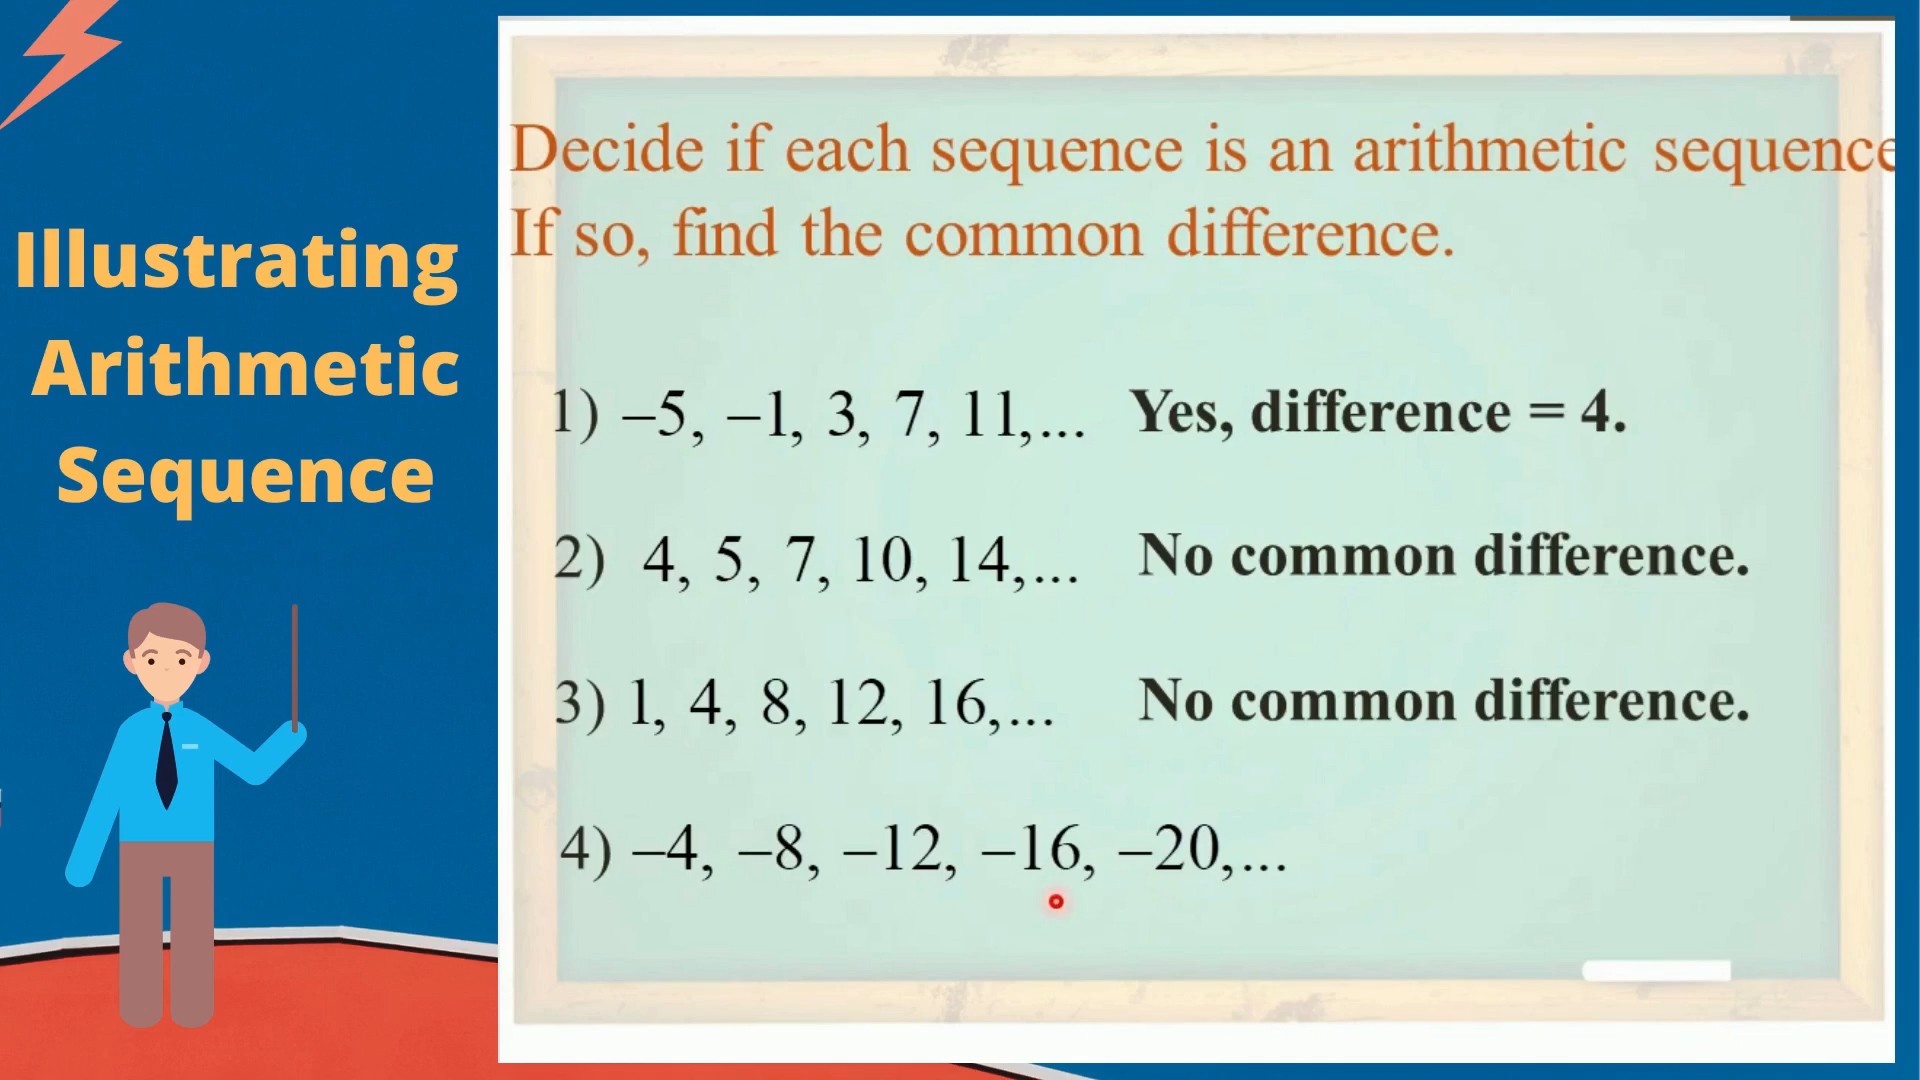 Illustrating
Arithmetic
Sequence
Decide if each sequence is an arithmetic sequence
If so, find the common difference.
1) –5, –1, 3, 7, 11,... Yes, difference = 4.
2) 4, 5, 7, 10, 14,... No common difference.
3) 1, 4, 8, 12, 16,... No common difference.
4) –4, –8, –12, –16, –20,...